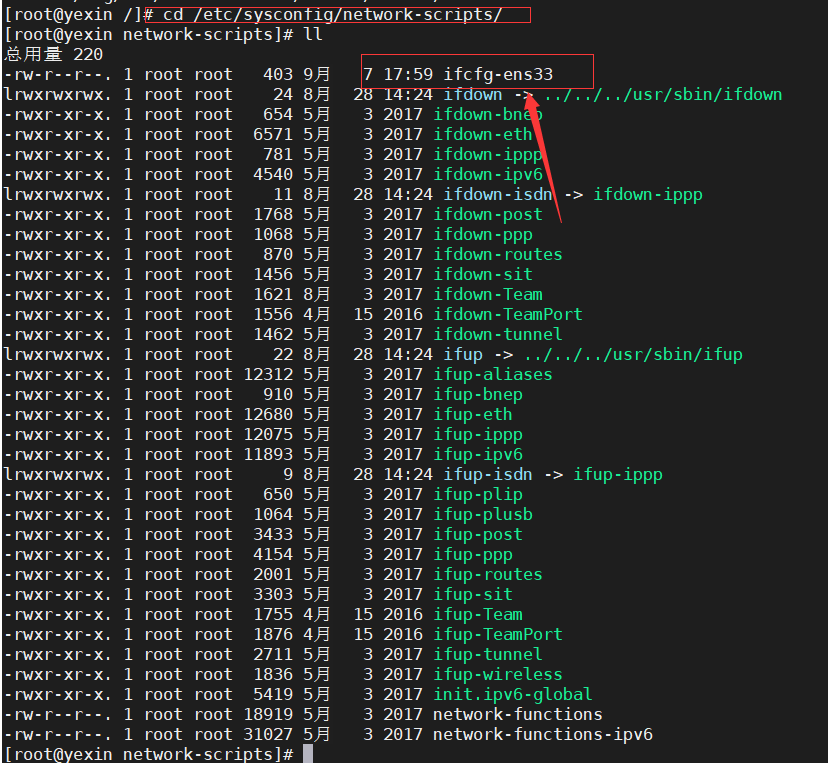 [root@yexin /]# cd /etc/sysconfig/network-scripts/
[root@yexin network-scripts]# ll
总用量 220
-rw-r--r--. 1 root root   403 9月   7 17:59 ifcfg-ens33
lrwxrwxrwx. 1 root root    24 8月  28 14:24 ifdown -> ../../../usr/sbin/ifdown
-rwxr-xr-x. 1 root root   654 5月   3 2017 ifdown-bnep
-rwxr-xr-x. 1 root root  6571 5月   3 2017 ifdown-eth
-rwxr-xr-x. 1 root root   781 5月   3 2017 ifdown-ippp
-rwxr-xr-x. 1 root root  4540 5月   3 2017 ifdown-ipv6
lrwxrwxrwx. 1 root root    11 8月  28 14:24 ifdown-isdn -> ifdown-ippp
-rwxr-xr-x. 1 root root  1768 5月   3 2017 ifdown-post
-rwxr-xr-x. 1 root root  1068 5月   3 2017 ifdown-ppp
-rwxr-xr-x. 1 root root   870 5月   3 2017 ifdown-routes
-rwxr-xr-x. 1 root root  1456 5月   3 2017 ifdown-sit
-rwxr-xr-x. 1 root root  1621 8月   3 2017 ifdown-Team
-rwxr-xr-x. 1 root root  1556 4月  15 2016 ifdown-TeamPort
-rwxr-xr-x. 1 root root  1462 5月   3 2017 ifdown-tunnel
lrwxrwxrwx. 1 root root    22 8月  28 14:24 ifup -> ../../../usr/sbin/ifup
-rwxr-xr-x. 1 root root 12312 5月   3 2017 ifup-aliases
-rwxr-xr-x. 1 root root   910 5月   3 2017 ifup-bnep
-rwxr-xr-x. 1 root root 12680 5月   3 2017 ifup-eth
-rwxr-xr-x. 1 root root 12075 5月   3 2017 ifup-ippp
-rwxr-xr-x. 1 root root 11893 5月   3 2017 ifup-ipv6
lrwxrwxrwx. 1 root root     9 8月  28 14:24 ifup-isdn -> ifup-ippp
-rwxr-xr-x. 1 root root   650 5月   3 2017 ifup-plip
-rwxr-xr-x. 1 root root  1064 5月   3 2017 ifup-plusb
-rwxr-xr-x. 1 root root  3433 5月   3 2017 ifup-post
-rwxr-xr-x. 1 root root  4154 5月   3 2017 ifup-ppp
-rwxr-xr-x. 1 root root  2001 5月   3 2017 ifup-routes
-rwxr-xr-x. 1 root root  3303 5月   3 2017 ifup-sit
-rwxr-xr-x. 1 root root  1755 4月  15 2016 ifup-Team
-rwxr-xr-x. 1 root root  1876 4月  15 2016 ifup-TeamPort
-rwxr-xr-x. 1 root root  2711 5月   3 2017 ifup-tunnel
-rwxr-xr-x. 1 root root  1836 5月   3 2017 ifup-wireless
-rwxr-xr-x. 1 root root  5419 5月   3 2017 init.ipv6-global
-rw-r--r--. 1 root root 18919 5月   3 2017 network-functions
-rw-r--r--. 1 root root 31027 5月   3 2017 network-functions-ipv6
[root@yexin network-scripts]#